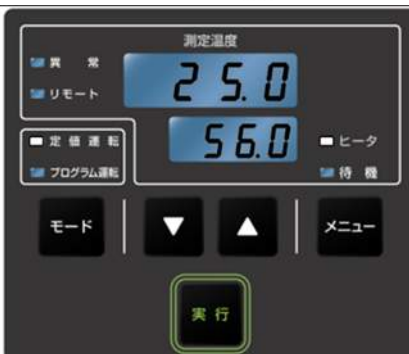 測定温度
異常
リモート
25.0
定値運転
プログラム運転
56.0
ヒータ
待機
モード
▼
▲
メニュー
実行